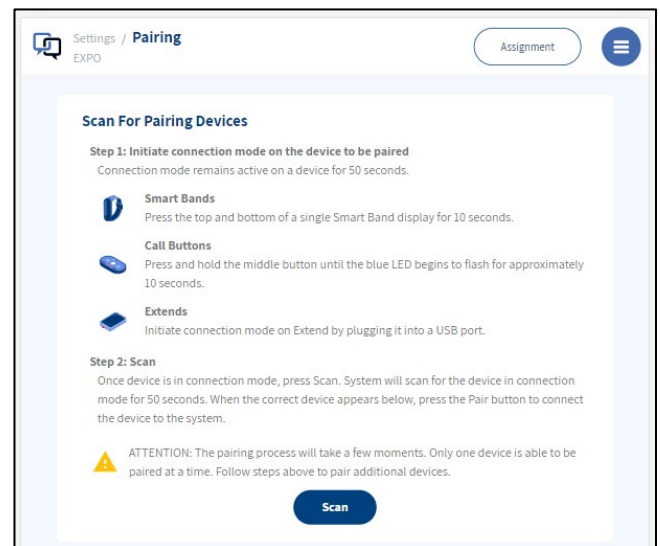 Settings / Pairing
EXPO
Assignment
Scan For Pairing Devices
Step 1: Initiate connection mode on the device to be paired
Connection mode remains active on a device for 50 seconds.
Smart Bands
Press the top and bottom of a single Smart Band display for 10 seconds.
Call Buttons
Press and hold the middle button until the blue LED begins to flash for approximately
10 seconds.
Extends
Initiate connection mode on Extend by plugging it into a USB port.
Step 2: Scan
Once device is in connection mode, press Scan. System will scan for the device in connection
mode for 50 seconds. When the correct device appears below, press the Pair button to connect
the device to the system.
ATTENTION: The pairing process will take a few moments. Only one device is able to be
paired at a time. Follow steps above to pair additional devices.
Scan